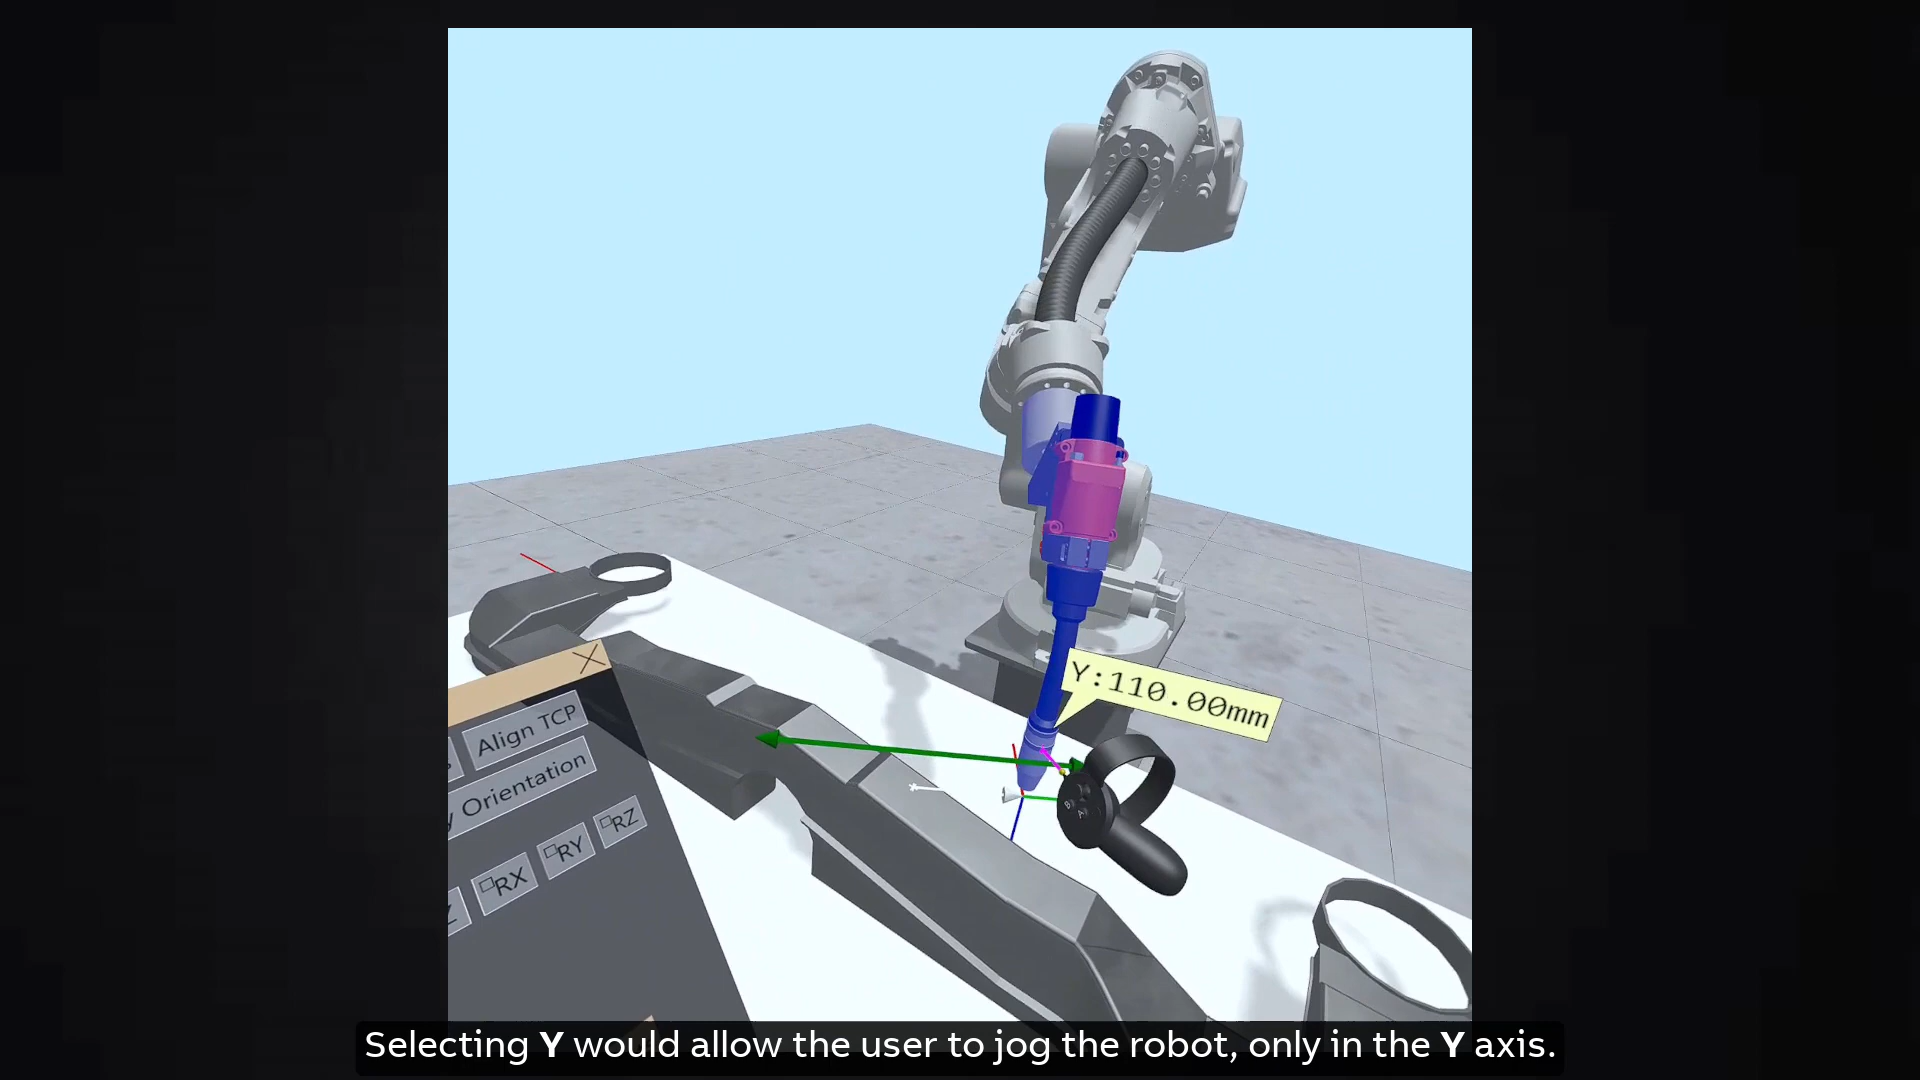 Y:110.00mm
Align TCP
Orientation
RX
RY
RZ
Selecting Y would allow the user to jog the robot, only in the Y axis.